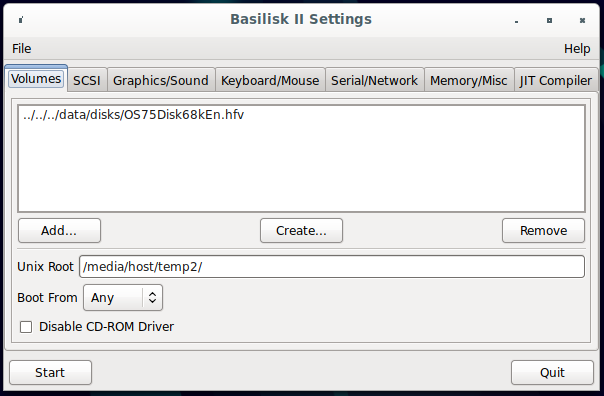 Basilisk II Settings
File Help
Volumes SCSI Graphics/Sound Keyboard/Mouse Serial/Network Memory/Misc JIT Compiler
../../../data/disks/OS75Disk68kEn.hfv
Add... Create... Remove
Unix Root /media/host/temp2/
Boot From Any
Disable CD-ROM Driver
Start Quit